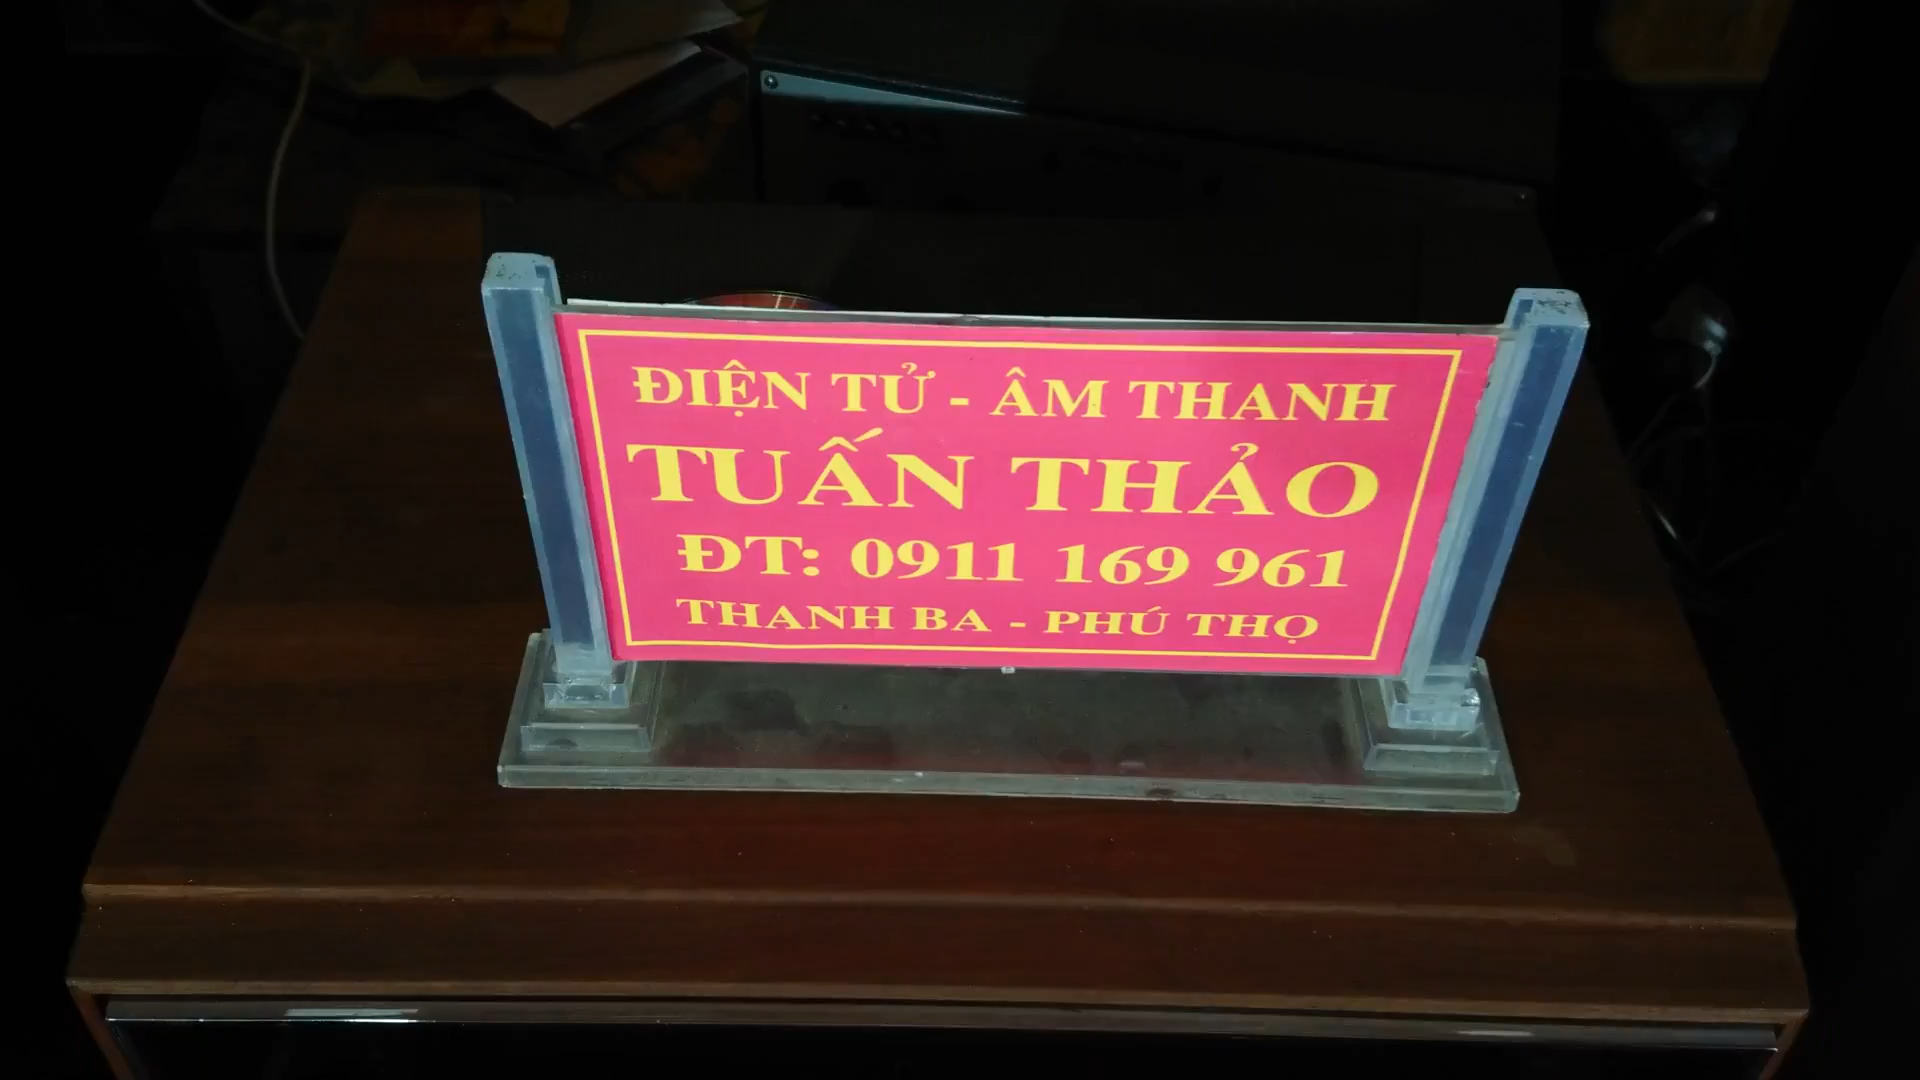 ĐIỆN TỬ - ÂM THANH
TUẤN THẢO
ĐT: 0911 169 961
THANH BA - PHÚ THỌ